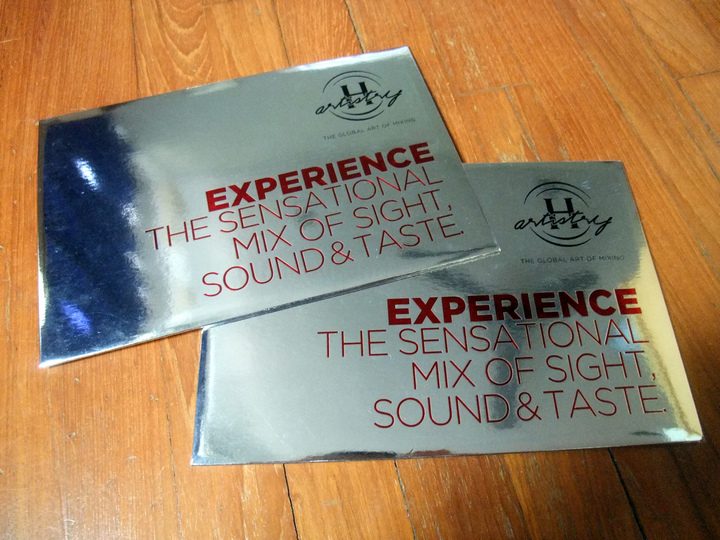 H
artistry
THE GLOBAL ART OF MIXING
EXPERIENCE
THE SENSATIONAL
MIX OF SIGHT,
SOUND & TASTE.
H
artistry
THE GLOBAL ART OF MIXING
EXPERIENCE
THE SENSATIONAL
MIX OF SIGHT,
SOUND & TASTE.